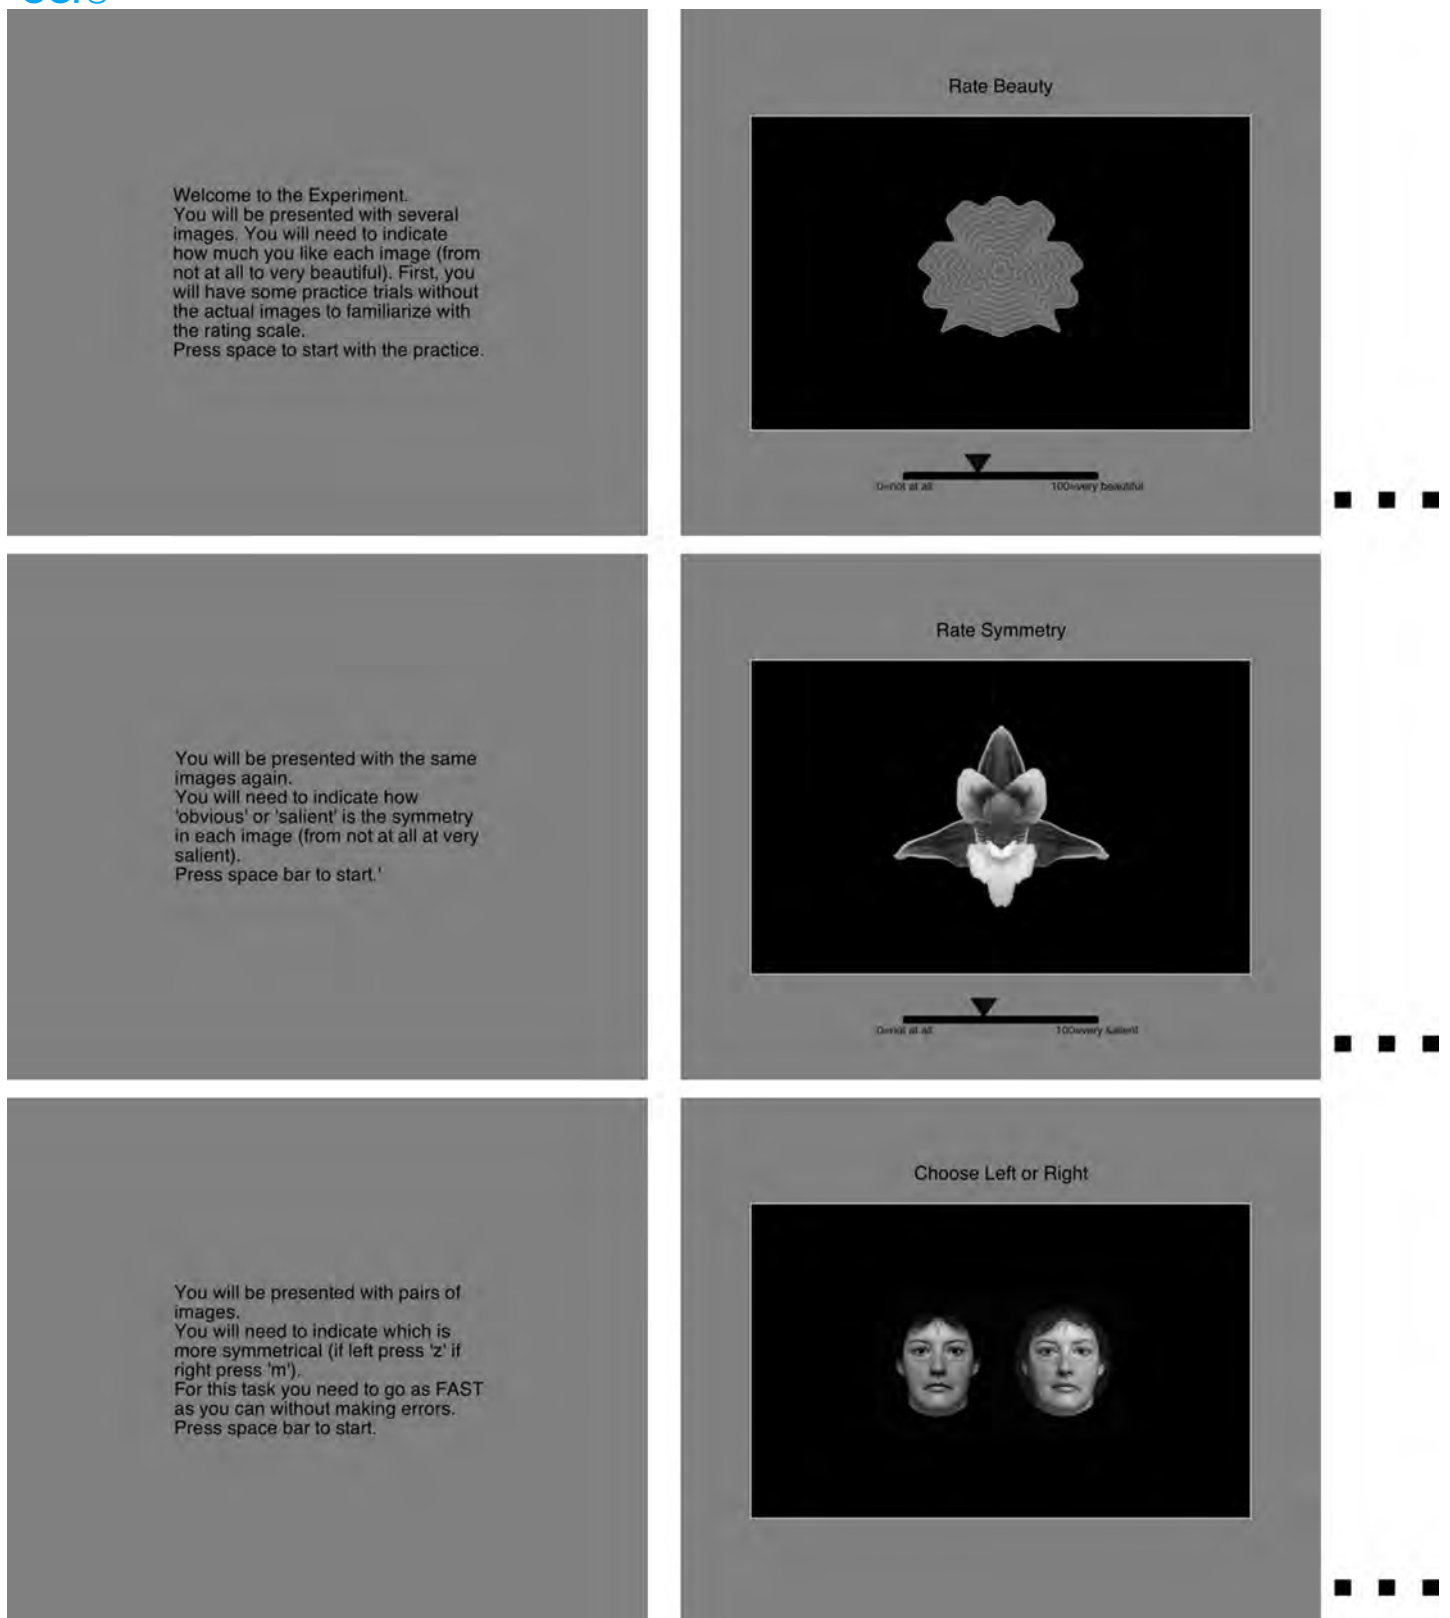 Welcome to the Experiment.
You will be presented with several
images. You will need to indicate
how much you like each image (from
not at all to very beautiful). First, you
will have some practice trials without
the actual images to familiarize with
the rating scale.
Press space to start with the practice.
Rate Beauty
0=not at all
100=very beautiful
You will be presented with the same
images again.
You will need to indicate how
'obvious' or 'salient' is the symmetry
in each image (from not at all at very
salient).
Press space bar to start.'
Rate Symmetry
0=not at all
100=very salient
You will be presented with pairs of
images.
You will need to indicate which is
more symmetrical (if left press 'z' if
right press 'm').
For this task you need to go as FAST
as you can without making errors.
Press space bar to start.
Choose Left or Right